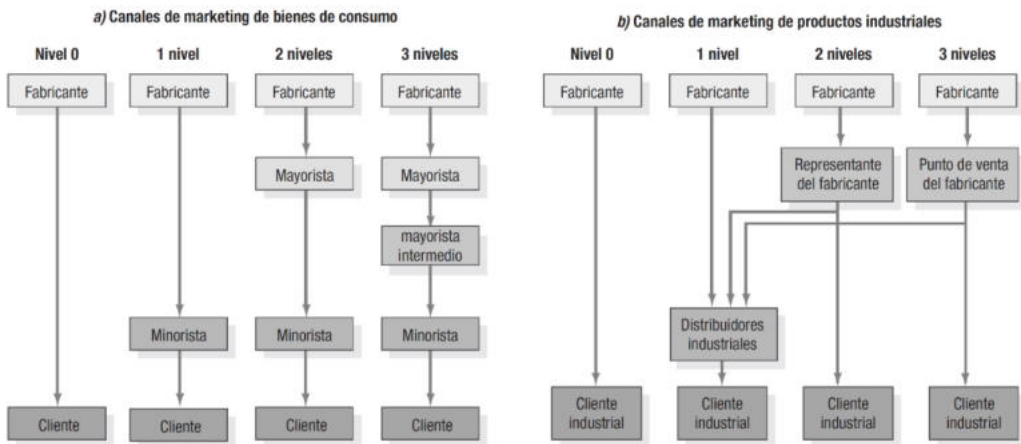 a) Canales de marketing de bienes de consumo
Nivel 0
1 nivel
2 niveles
3 niveles
Fabricante
Fabricante
Fabricante
Fabricante
Mayorista
Mayorista
mayorista
intermedio
Minorista
Minorista
Minorista
Cliente
Cliente
Cliente
Cliente
b) Canales de marketing de productos industriales
Nivel 0
1 nivel
2 niveles
3 niveles
Fabricante
Fabricante
Fabricante
Fabricante
Representante
del fabricante
Punto de venta
del fabricante
Distribuidores
industriales
Cliente
industrial
Cliente
industrial
Cliente
industrial
Cliente
industrial